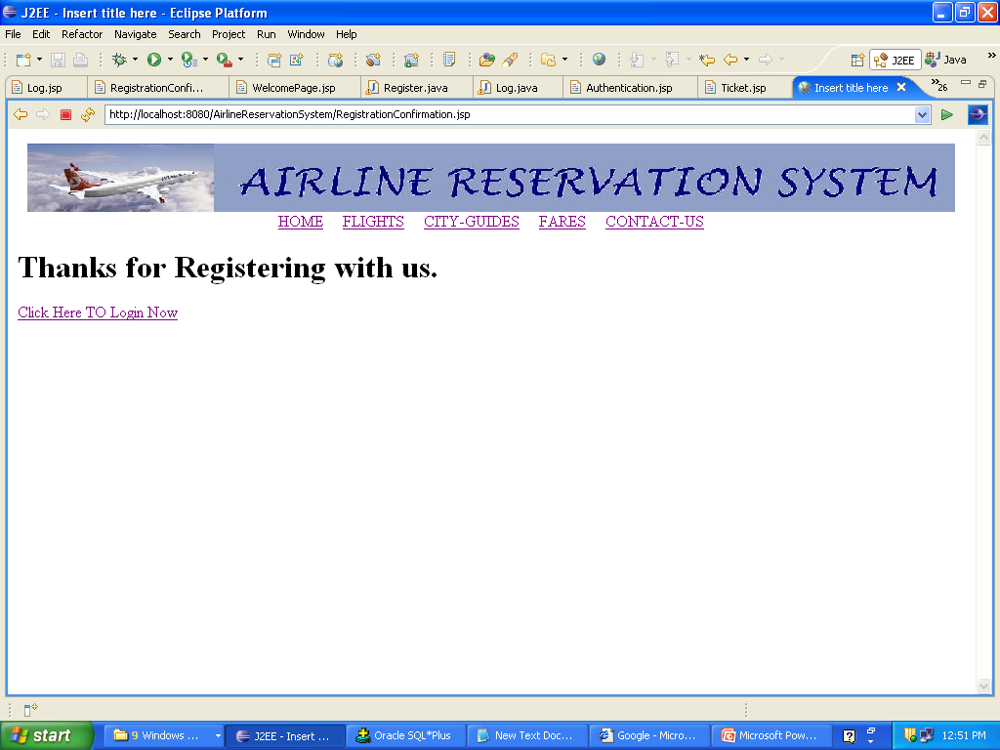 J2EE - Insert title here - Eclipse Platform
File Edit Refactor Navigate Search Project Run Window Help
J2EE Java »
Log.jsp RegistrationConfi... WelcomePage.jsp Register.java Log.java Authentication.jsp Ticket.jsp Insert title here »26
http://localhost:8080/AirlineReservationSystem/RegistrationConfirmation.jsp
AIRLINE RESERVATION SYSTEM
HOME FLIGHTS CITY-GUIDES FARES CONTACT-US
Thanks for Registering with us.
Click Here TO Login Now
start 9 Windows ... J2EE - Insert ... Oracle SQL*Plus New Text Doc... Google - Micro... Microsoft Pow... 12:51 PM